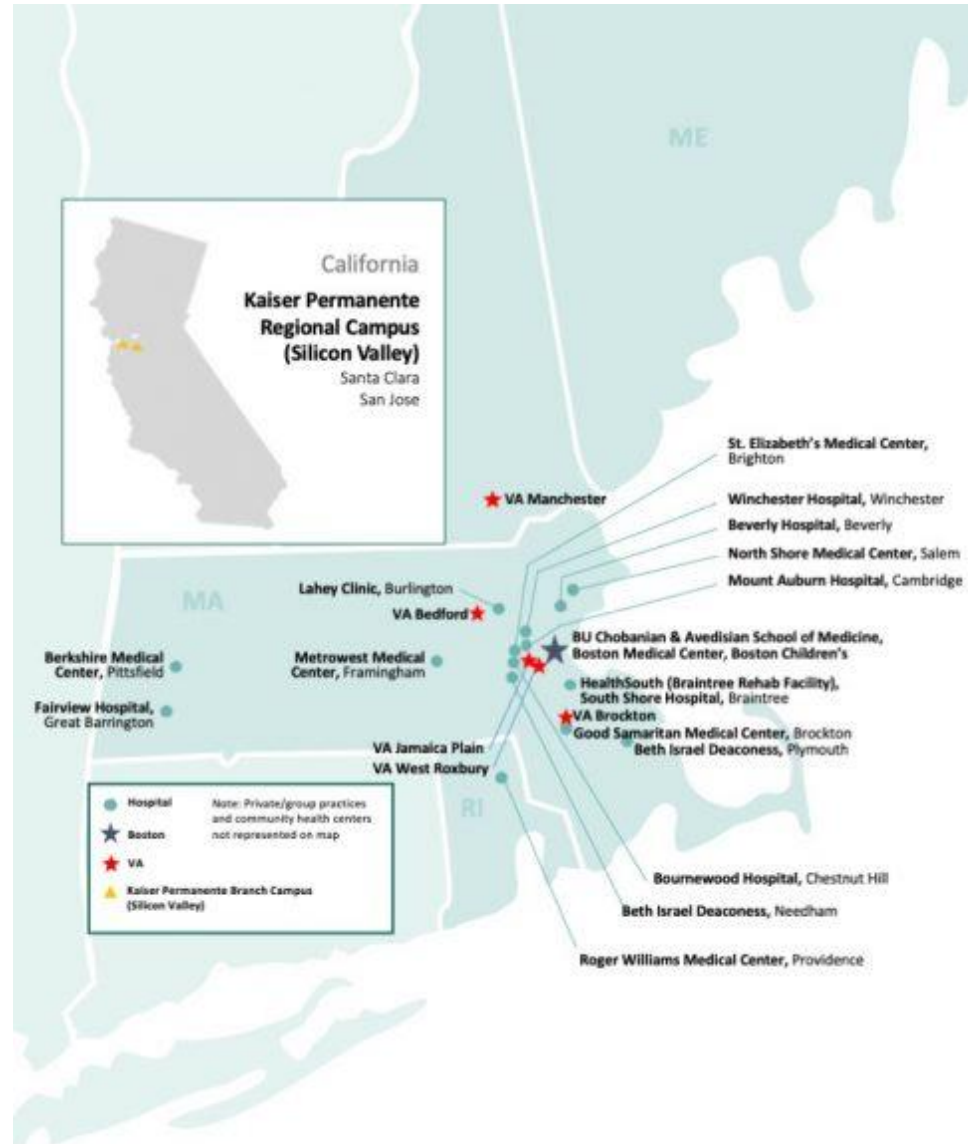 ME
California
Kaiser Permanente
Regional Campus
(Silicon Valley)
Santa Clara
San Jose
St. Elizabeth's Medical Center,
Brighton
VA Manchester
Winchester Hospital, Winchester
Beverly Hospital, Beverly
North Shore Medical Center, Salem
Mount Auburn Hospital, Cambridge
MA
Lahey Clinic, Burlington
VA Bedford
BU Chobanian & Avedisian School of Medicine,
Boston Medical Center, Boston Children's
Berkshire Medical
Center, Pittsfield
Metrowest Medical
Center, Framingham
HealthSouth (Braintree Rehab Facility),
South Shore Hospital, Braintree
Fairview Hospital,
Great Barrington
VA Brockton
Good Samaritan Medical Center, Brockton
Beth Israel Deaconess, Plymouth
VA Jamaica Plain
VA West Roxbury
RI
Hospital
Boston
VA
Kaiser Permanente Branch Campus
(Silicon Valley)
Note: Private/group practices
and community health centers
not represented on map
Bournewood Hospital, Chestnut Hill
Beth Israel Deaconess, Needham
Roger Williams Medical Center, Providence